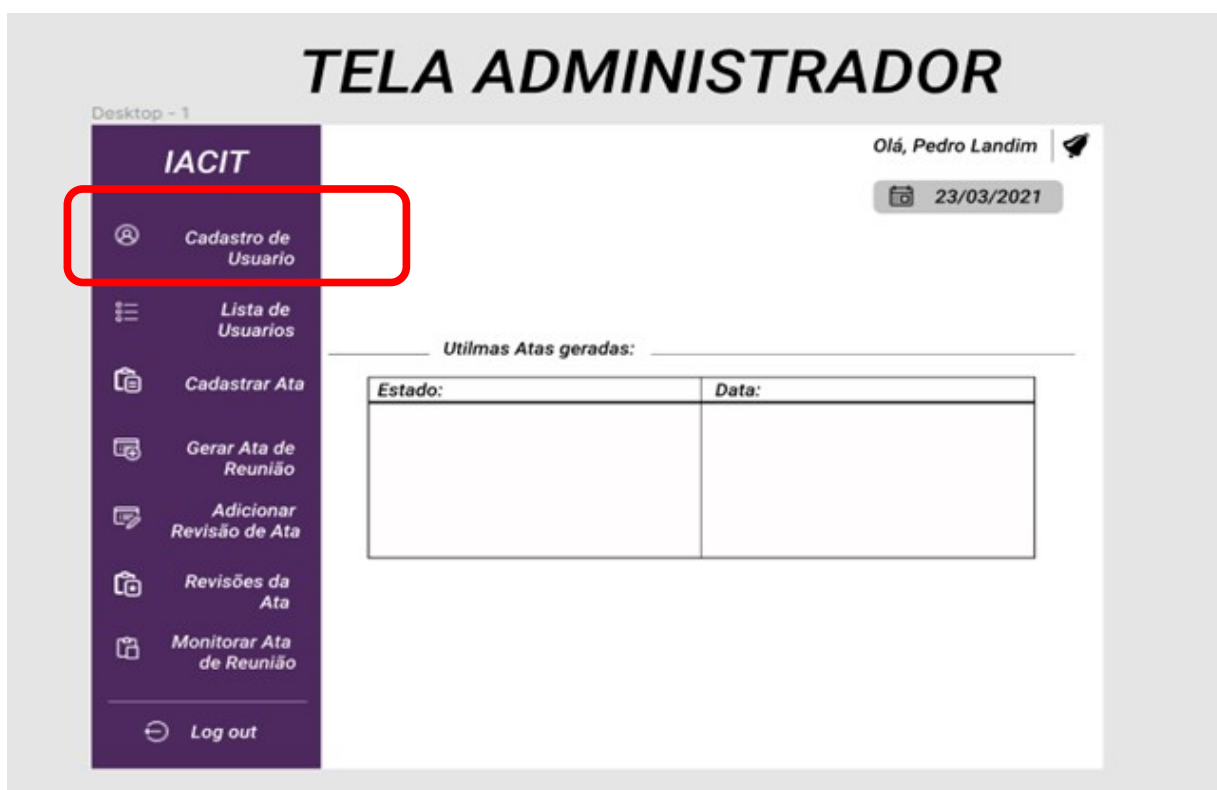 TELA ADMINISTRADOR
Desktop - 1
IACIT
Olá, Pedro Landim
23/03/2021
Cadastro de
Usuario
Lista de
Usuarios
Cadastrar Ata
Gerar Ata de
Reunião
Adicionar
Revisão de Ata
Revisões da
Ata
Monitorar Ata
de Reunião
Log out
Utilmas Atas geradas:
Estado:
Data: